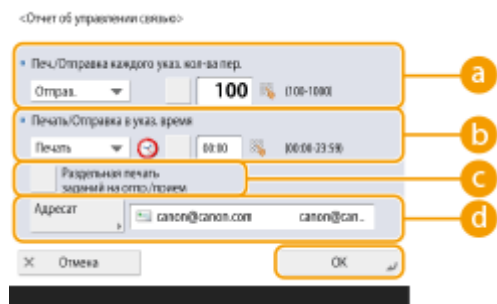 <Отчет об управлении связью>
Печ./Отправка каждого указ. кол-ва пер.
a
Отправ.
100
(100-1000)
Печать/Отправка в указ. время
b
Печать
00:00
(00:00-23:59)
Раздельная печать
заданий на отпр./прием
c
Адресат
canon@canon.com canon@can..
d
× Отмена
OK